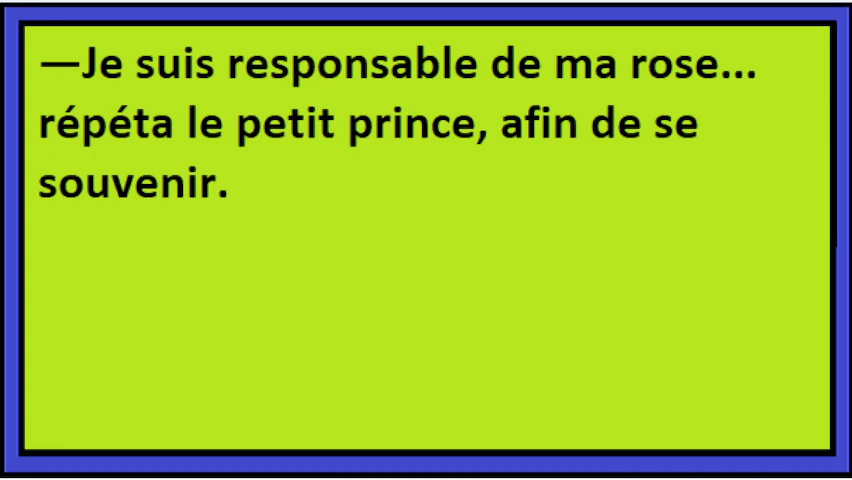 —Je suis responsable de ma rose...
répéta le petit prince, afin de se
souvenir.